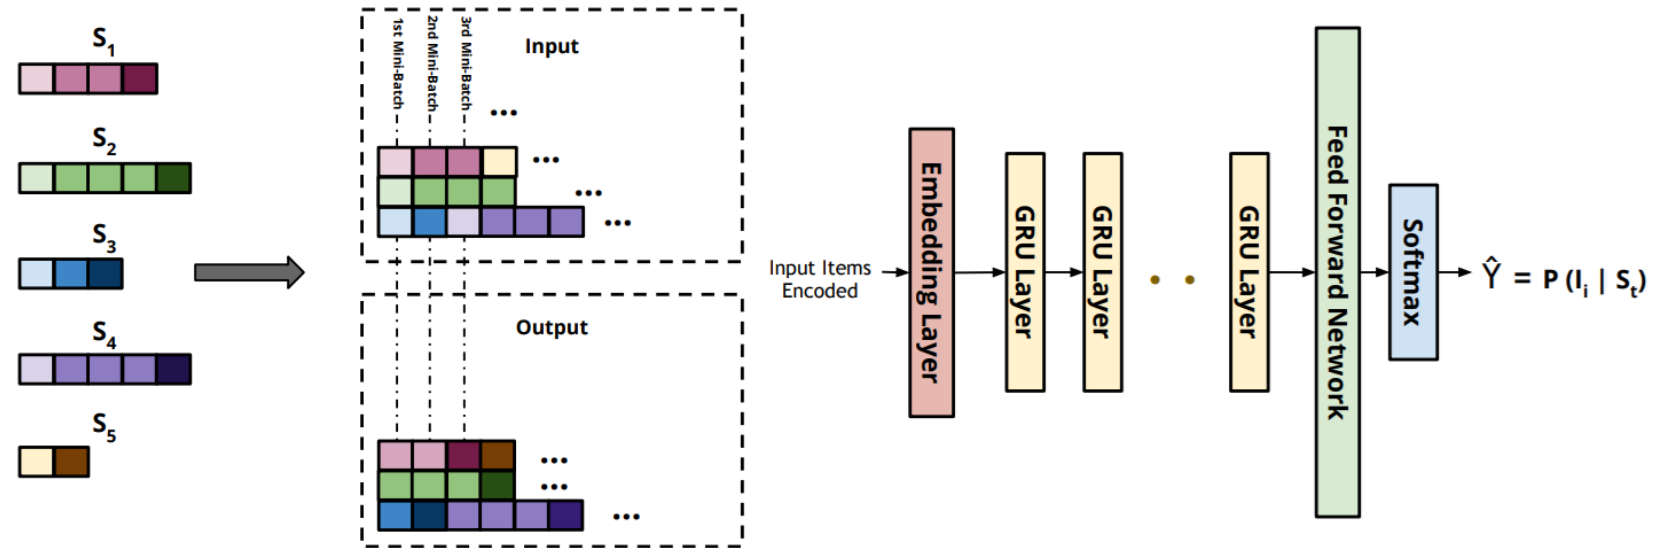 S1
S2
S3
S4
S5
1st Mini-Batch
2nd Mini-Batch
3rd Mini-Batch
Input
...
...
...
...
Output
...
...
...
Input Items
Encoded
Embeddding Layer
GRU Layer
GRU Layer
. .
GRU Layer
Feed Forward Network
Softmax
Ŷ = P (Ii | St)